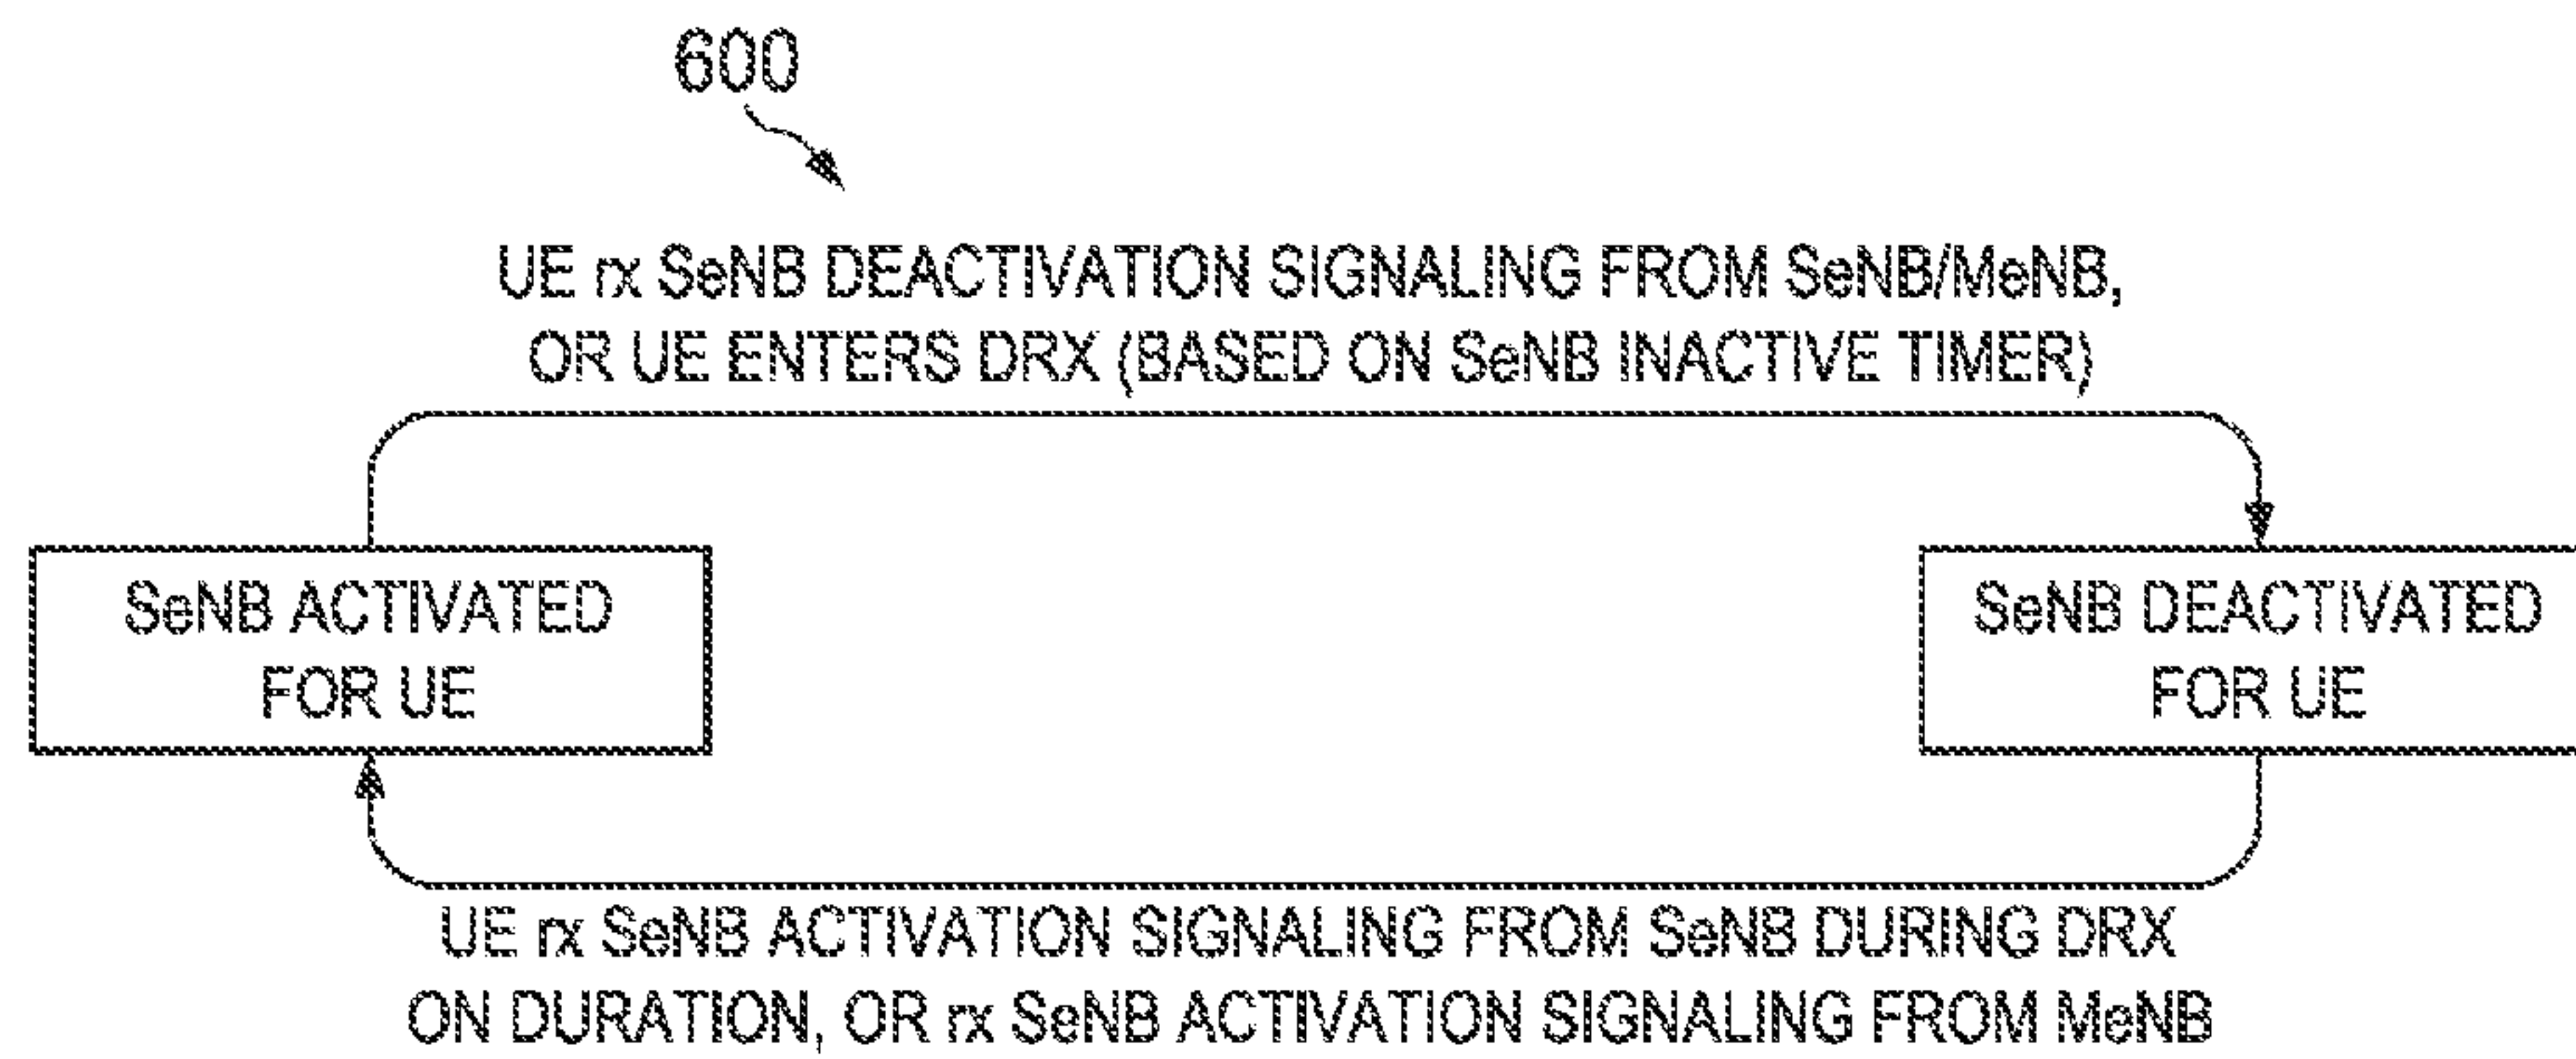 600
UE rx SeNB DEACTIVATION SIGNALING FROM SeNB/MeNB,
OR UE ENTERS DRX (BASED ON SeNB INACTIVE TIMER)
SeNB ACTIVATED
FOR UE
SeNB DEACTIVATED
FOR UE
UE rx SeNB ACTIVATION SIGNALING FROM SeNB DURING DRX
ON DURATION, OR rx SeNB ACTIVATION SIGNALING FROM MeNB